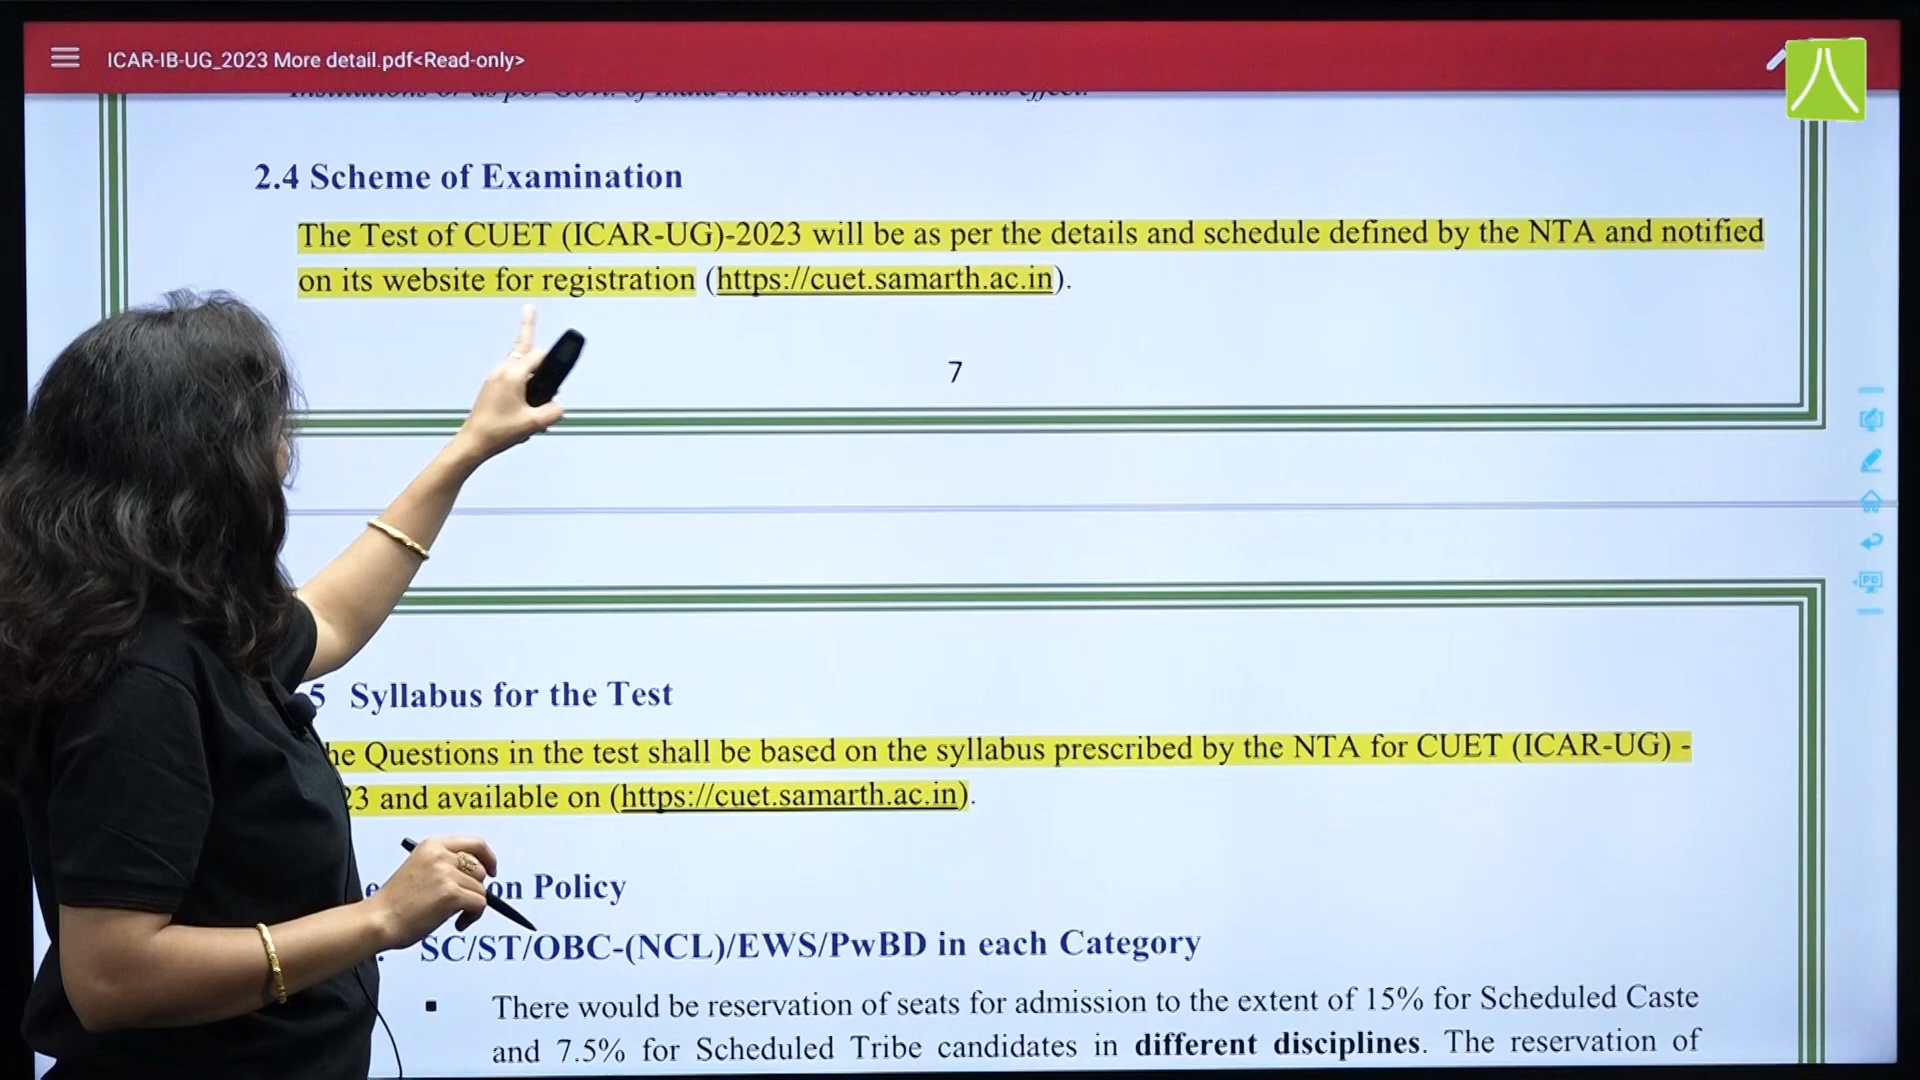 ICAR-IB-UG_2023 More detail.pdf<Read-only>
2.4 Scheme of Examination
The Test of CUET (ICAR-UG)-2023 will be as per the details and schedule defined by the NTA and notified
on its website for registration (https://cuet.samarth.ac.in).
7
5 Syllabus for the Test
he Questions in the test shall be based on the syllabus prescribed by the NTA for CUET (ICAR-UG) -
23 and available on (https://cuet.samarth.ac.in).
on Policy
SC/ST/OBC-(NCL)/EWS/PwBD in each Category
▪ There would be reservation of seats for admission to the extent of 15% for Scheduled Caste
and 7.5% for Scheduled Tribe candidates in different disciplines. The reservation of